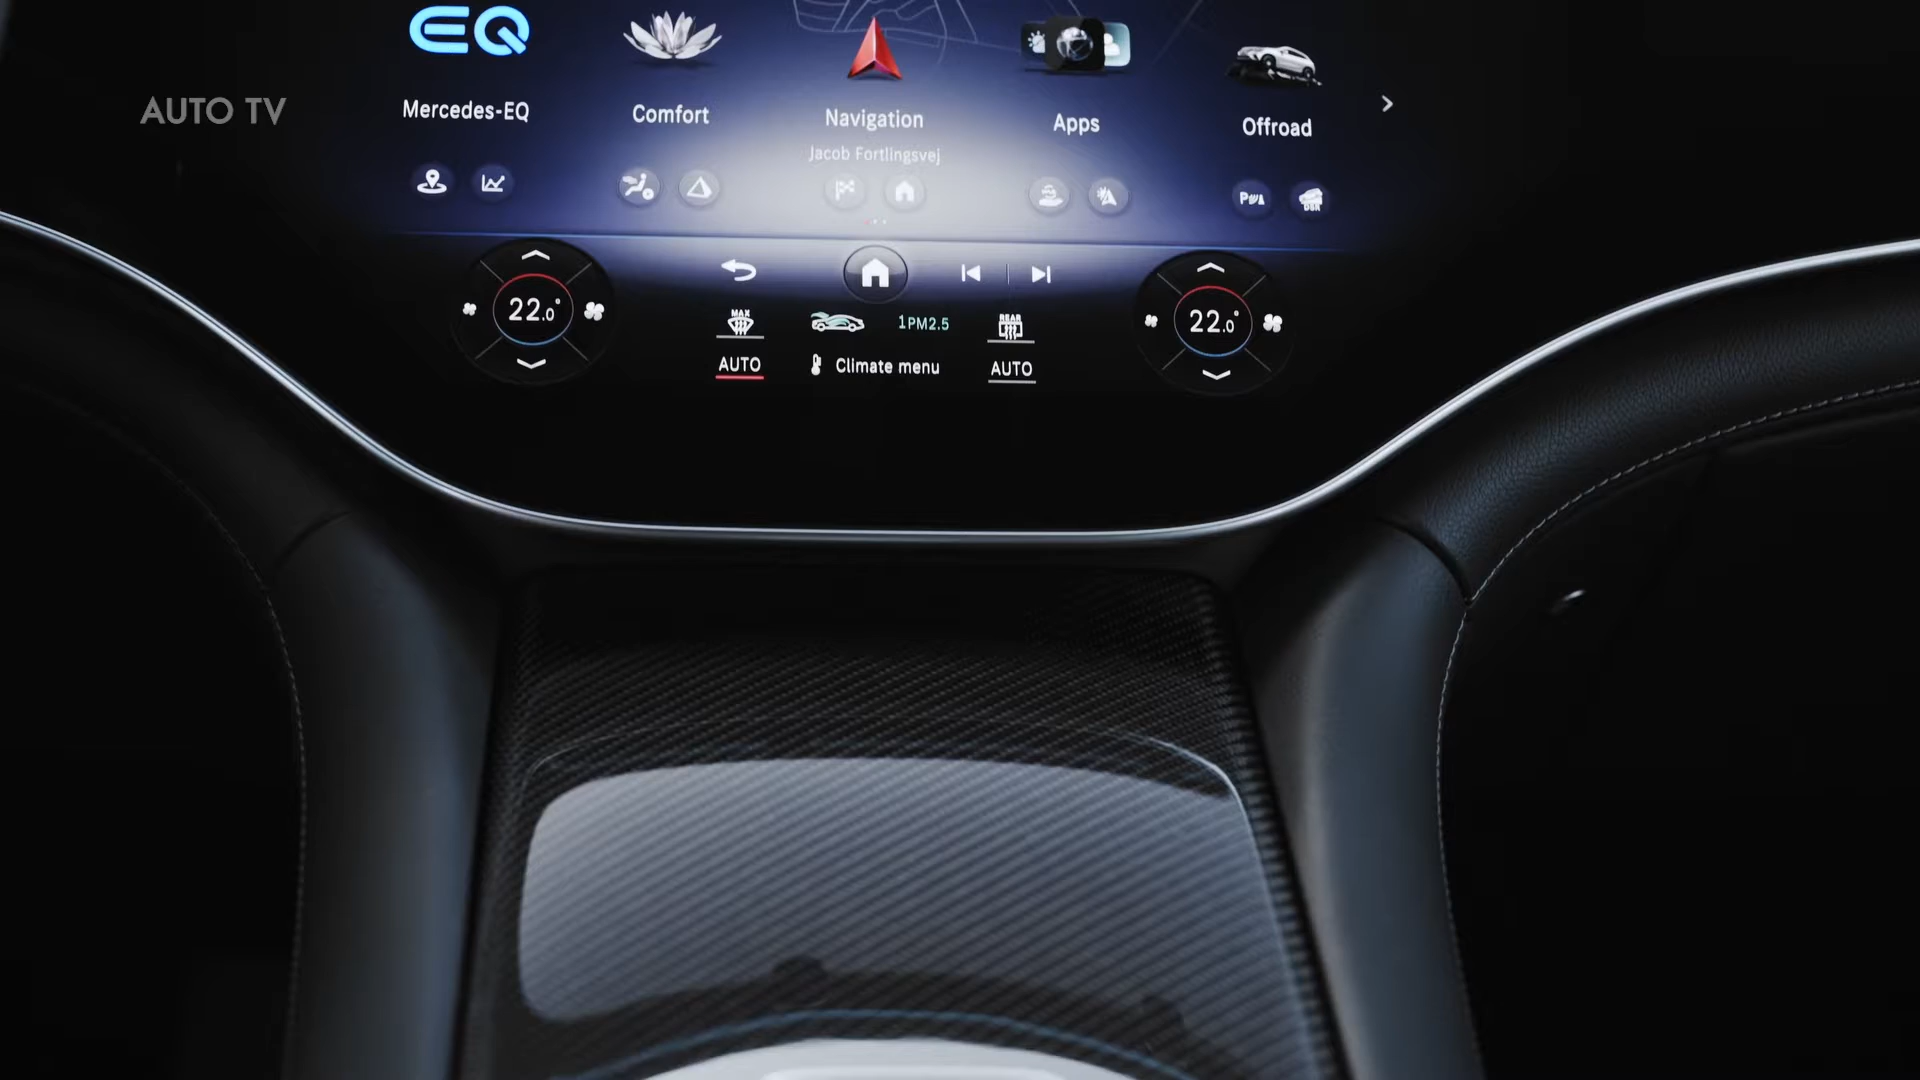 EQ
AUTO TV
Mercedes-EQ
Comfort
Navigation
Apps
Offroad
Jacob Fortlingsvej
P
DSR
22.0°
22.0°
MAX
1PM2.5
REAR
AUTO
Climate menu
AUTO